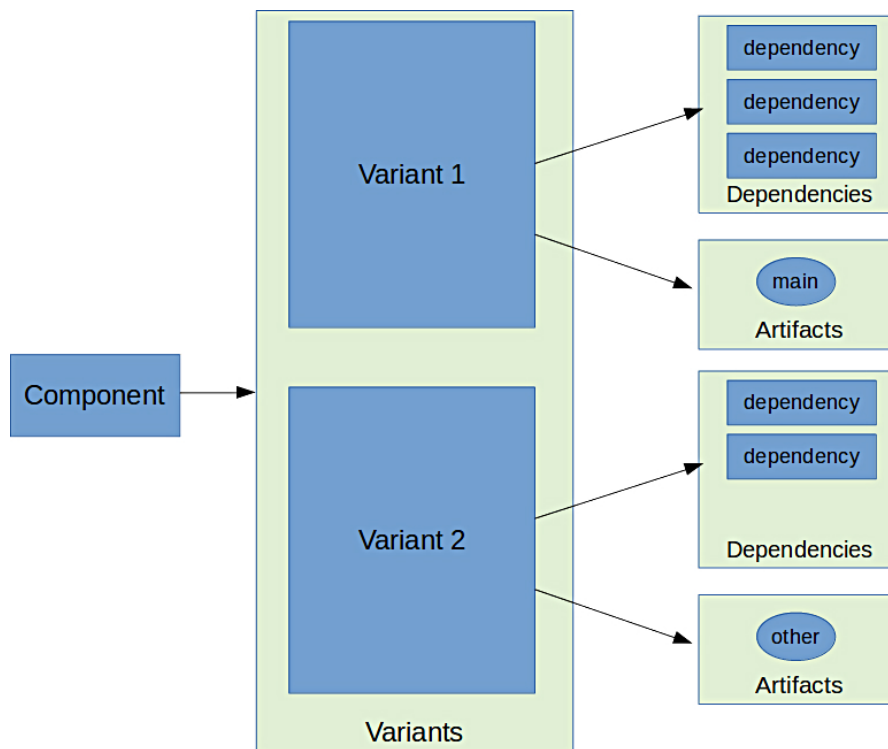 Component
Variant 1
Variant 2
Variants
dependency
dependency
dependency
Dependencies
main
Artifacts
dependency
dependency
Dependencies
other
Artifacts